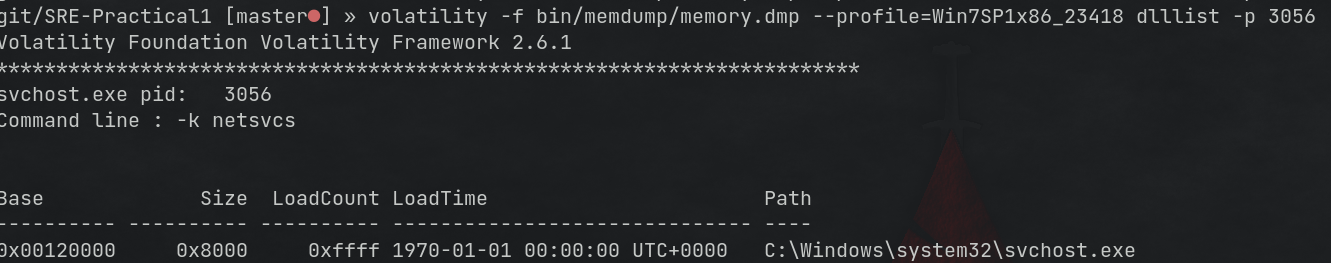 git/SRE-Practical1 [master●] » volatility -f bin/memdump/memory.dmp --profile=Win7SP1x86_23418 dlllist -p 3056
Volatility Foundation Volatility Framework 2.6.1
************************************************************************
svchost.exe pid:   3056
Command line : -k netsvcs
Base             Size  LoadCount LoadTime                       Path
---------- ---------- ---------- ------------------------------ ----
0x00120000     0x8000     0xffff 1970-01-01 00:00:00 UTC+0000   C:\Windows\system32\svchost.exe